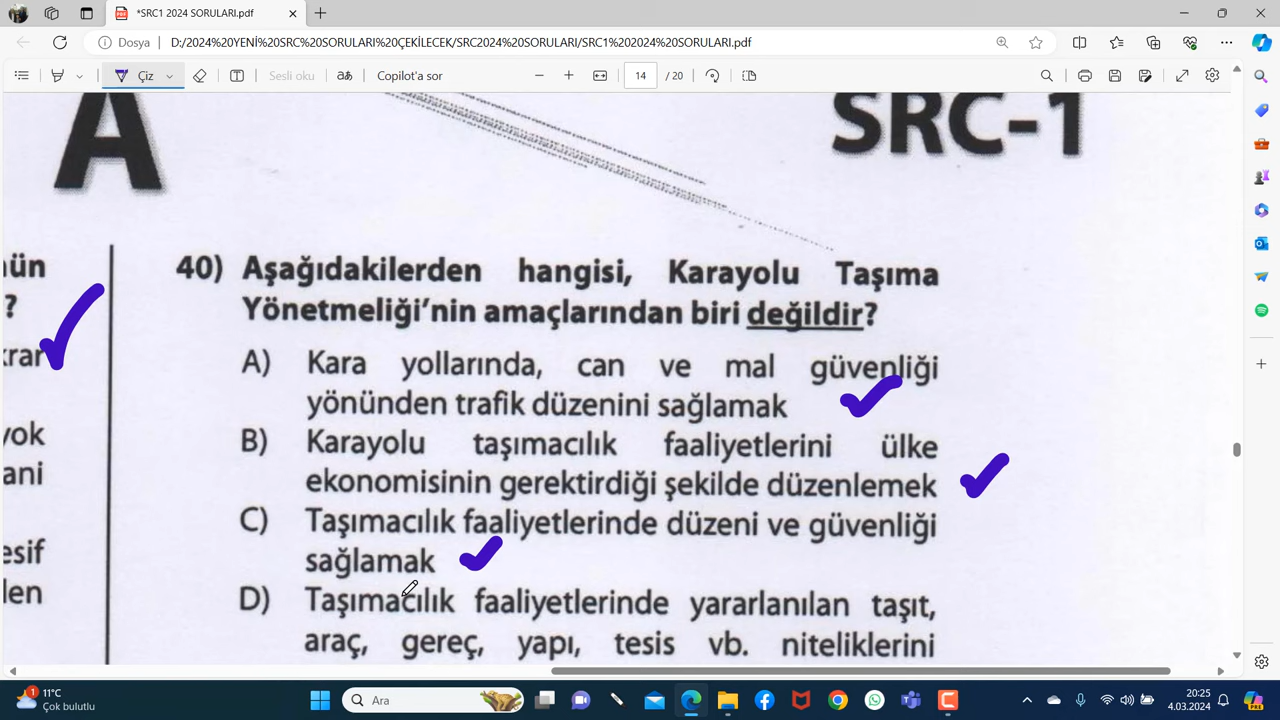 *SRC1 2024 SORULARI.pdf
Dosya
D:/2024%20YENİ%20SRC%20SORULARI%20ÇEKİLECEK/SRC2024%20SORULARI/SRC1%202024%20SORULARI.pdf
Çiz
Sesli oku
aあ
Copilot'a sor
14
/ 20
A
SRC-1
ün
?
krar
yok
ani
esif
len
40) Aşağıdakilerden hangisi, Karayolu Taşıma
Yönetmeliği'nin amaçlarından biri değildir?
A) Kara yollarında, can ve mal güvenliği
yönünden trafik düzenini sağlamak
B) Karayolu taşımacılık faaliyetlerini ülke
ekonomisinin gerektirdiği şekilde düzenlemek
C) Taşımacılık faaliyetlerinde düzeni ve güvenliği
sağlamak
D) Taşımacılık faaliyetlerinde yararlanılan taşıt,
araç, gereç, yapı, tesis vb. niteliklerini
1
11°C
Çok bulutlu
Ara
20:25
4.03.2024